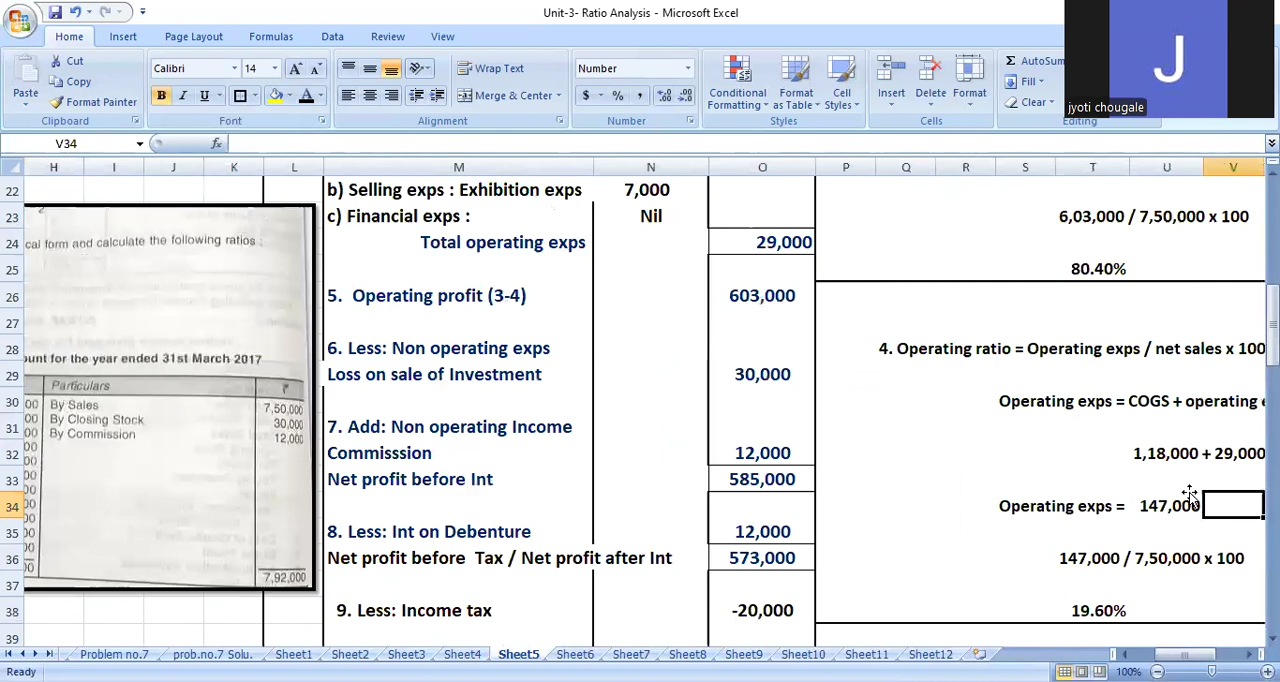 Unit-3- Ratio Analysis - Microsoft Excel
Home Insert Page Layout Formulas Data Review View
Cut
Copy
Format Painter
Paste
Clipboard
Calibri 14
B I U
Font
Wrap Text
Merge & Center
Alignment
Number
$ % ,
Number
Conditional Formatting
Format as Table
Cell Styles
Styles
Insert Delete Format
Cells
Σ AutoSum
Fill
Clear
Editing
J
jyoti chougale
V34 fx
H I J K L M N O P Q R S T U V
22 b) Selling exps : Exhibition exps 7,000
23 c) Financial exps : Nil 6,03,000 / 7,50,000 x 100
24 Total operating exps 29,000
25 80.40%
26 5. Operating profit (3-4) 603,000
27
28 6. Less: Non operating exps 4. Operating ratio = Operating exps / net sales x 100
29 Loss on sale of Investment 30,000
30 Operating exps = COGS + operating
31 7. Add: Non operating Income
32 Commisssion 12,000 1,18,000 + 29,000
33 Net profit before Int 585,000
34 Operating exps = 147,000
35 8. Less: Int on Debenture 12,000
36 Net profit before Tax / Net profit after Int 573,000 147,000 / 7,50,000 x 100
37
38 9. Less: Income tax -20,000 19.60%
39
cal form and calculate the following ratios :
unt for the year ended 31st March 2017
Particulars ₹
By Sales 7,50,000
By Closing Stock 30,000
By Commission 12,000
7,92,000
Problem no.7 prob.no.7 Solu. Sheet1 Sheet2 Sheet3 Sheet4 Sheet5 Sheet6 Sheet7 Sheet8 Sheet9 Sheet10 Sheet11 Sheet12
Ready 100%